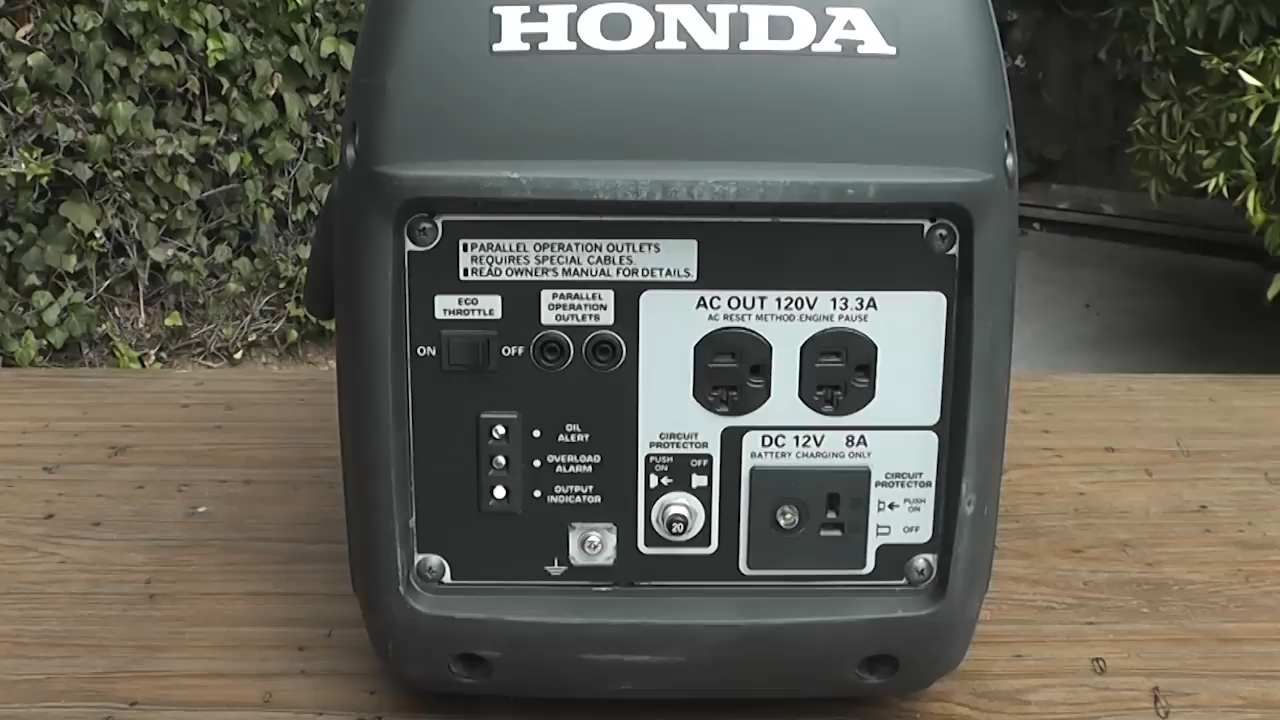 HONDA
PARALLEL OPERATION OUTLETS
REQUIRES SPECIAL CABLES.
READ OWNER'S MANUAL FOR DETAILS.
ECO
THROTTLE
PARALLEL
OPERATION
OUTLETS
ON
OFF
AC OUT 120V 13.3A
AC RESET METHOD:ENGINE PAUSE
OIL
ALERT
OVERLOAD
ALARM
OUTPUT
INDICATOR
CIRCUIT
PROTECTOR
PUSH
ON
OFF
20
DC 12V 8A
BATTERY CHARGING ONLY
CIRCUIT
PROTECTOR
PUSH
ON
OFF